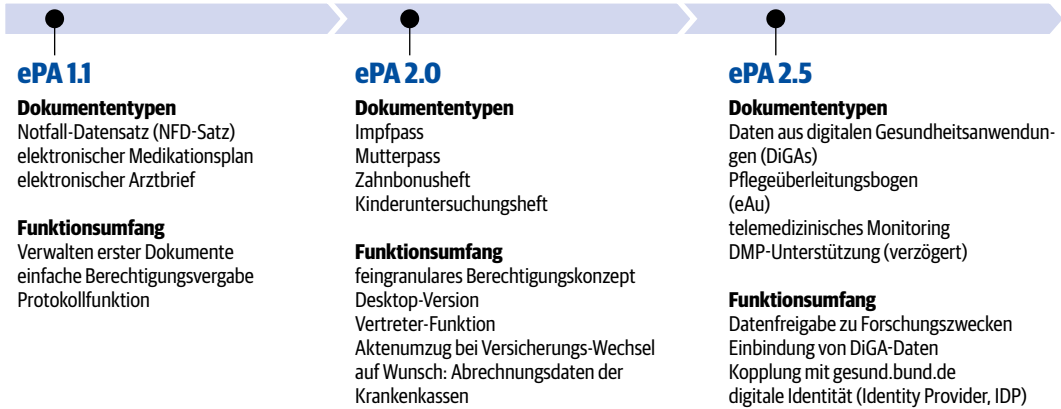 ePA 1.1
Dokumententypen
Notfall-Datensatz (NFD-Satz)
elektronischer Medikationsplan
elektronischer Arztbrief
Funktionsumfang
Verwalten erster Dokumente
einfache Berechtigungsvergabe
Protokollfunktion
ePA 2.0
Dokumententypen
Impfpass
Mutterpass
Zahnbonusheft
Kinderuntersuchungsheft
Funktionsumfang
feingranulares Berechtigungskonzept
Desktop-Version
Vertreter-Funktion
Aktenumzug bei Versicherungs-Wechsel
auf Wunsch: Abrechnungsdaten der
Krankenkassen
ePA 2.5
Dokumententypen
Daten aus digitalen Gesundheitsanwendun-
gen (DiGAs)
Pflegeüberleitungsbogen
(eAu)
telemedizinisches Monitoring
DMP-Unterstützung (verzögert)
Funktionsumfang
Datenfreigabe zu Forschungszwecken
Einbindung von DiGA-Daten
Kopplung mit gesund.bund.de
digitale Identität (Identity Provider, IDP)